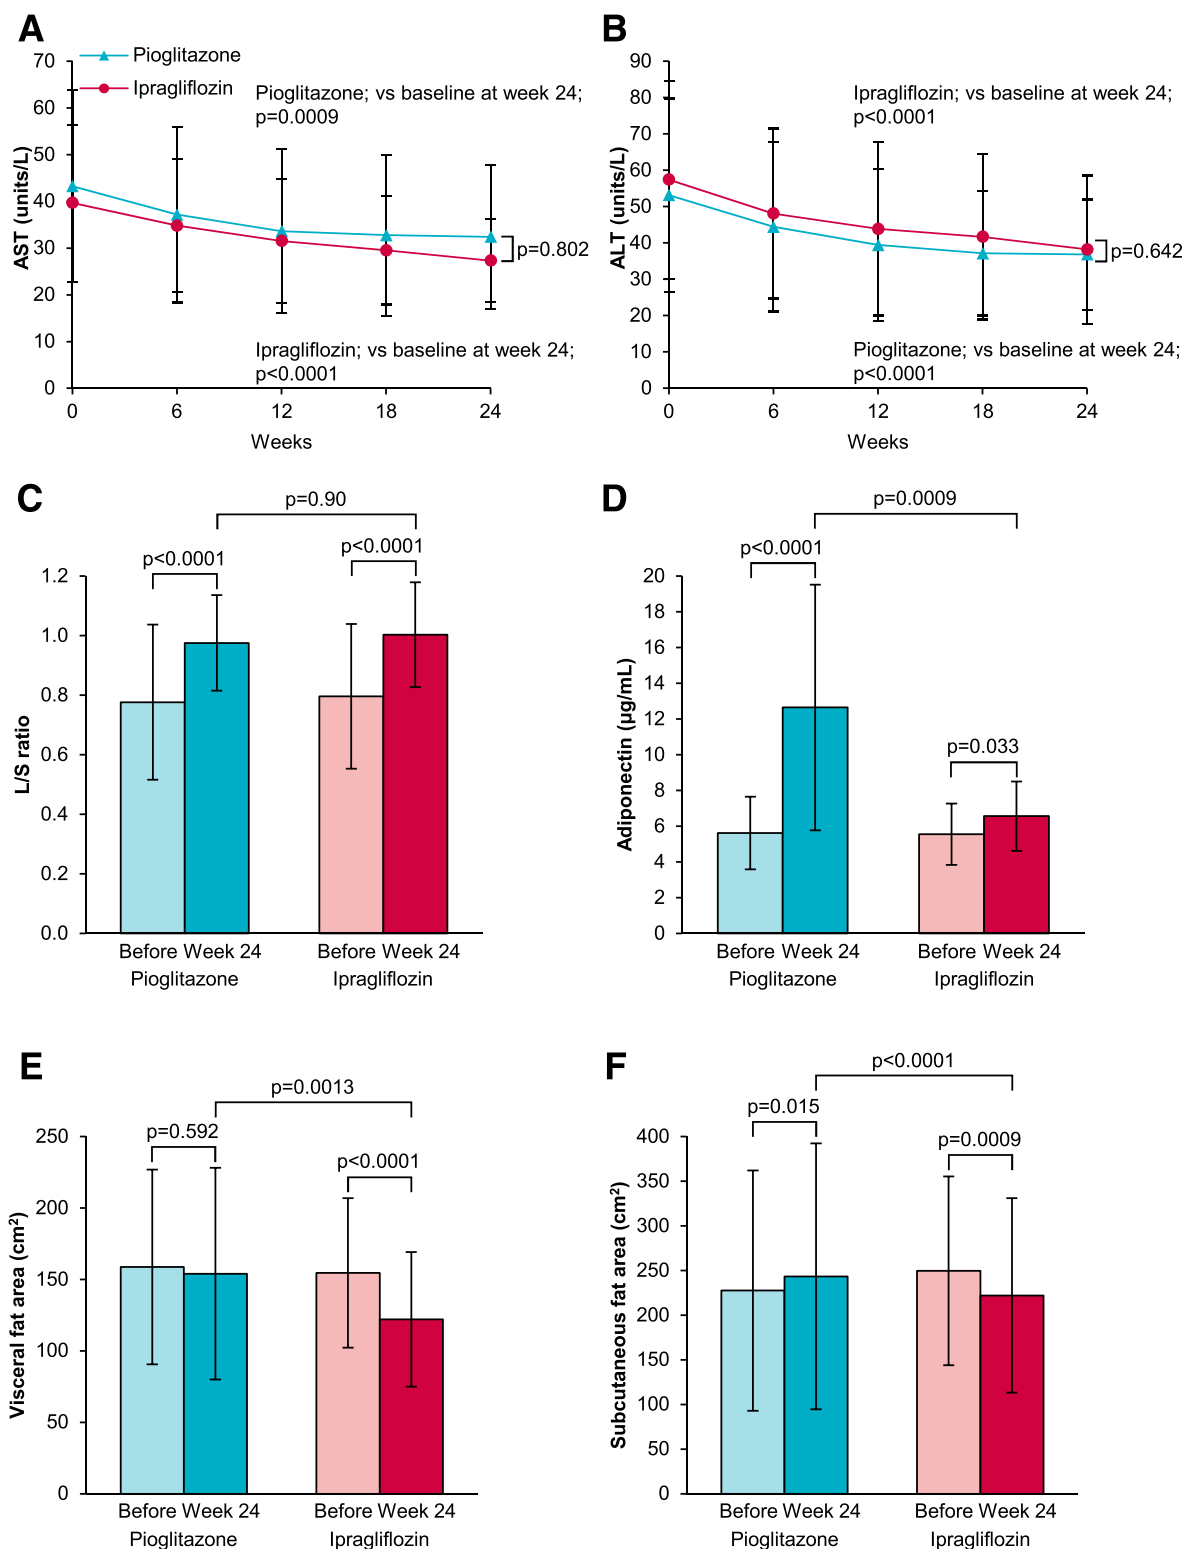 A
Pioglitazone
Ipragliflozin
Pioglitazone; vs baseline at week 24;
p=0.0009
AST (units/L)
70
60
50
40
30
20
10
0
p=0.802
Ipragliflozin; vs baseline at week 24;
p<0.0001
0 6 12 18 24
Weeks
B
Ipragliflozin; vs baseline at week 24;
p<0.0001
ALT (units/L)
90
80
70
60
50
40
30
20
10
0
p=0.642
Pioglitazone; vs baseline at week 24;
p<0.0001
0 6 12 18 24
Weeks
C
p=0.90
p<0.0001
p<0.0001
L/S ratio
1.2
1.0
0.8
0.6
0.4
0.2
0.0
Before Week 24 Before Week 24
Pioglitazone Ipragliflozin
D
p=0.0009
p<0.0001
p=0.033
Adiponectin (μg/mL)
20
18
16
14
12
10
8
6
4
2
0
Before Week 24 Before Week 24
Pioglitazone Ipragliflozin
E
p=0.0013
p=0.592
p<0.0001
Visceral fat area (cm²)
250
200
150
100
50
0
Before Week 24 Before Week 24
Pioglitazone Ipragliflozin
F
p<0.0001
p=0.015
p=0.0009
Subcutaneous fat area (cm²)
400
350
300
250
200
150
100
50
0
Before Week 24 Before Week 24
Pioglitazone Ipragliflozin